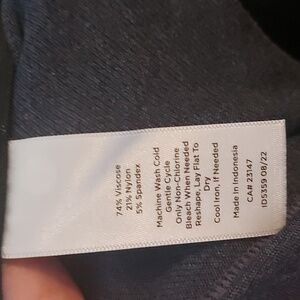 74% Viscose
21% Nylon
5% Spandex
Machine Wash Cold
Gentle Cycle
Only Non-Chlorine
Bleach When Needed
Reshape, Lay Flat To
Dry
Cool Iron, If Needed
Made In Indonesia
CA# 23147
IDS359 08/22